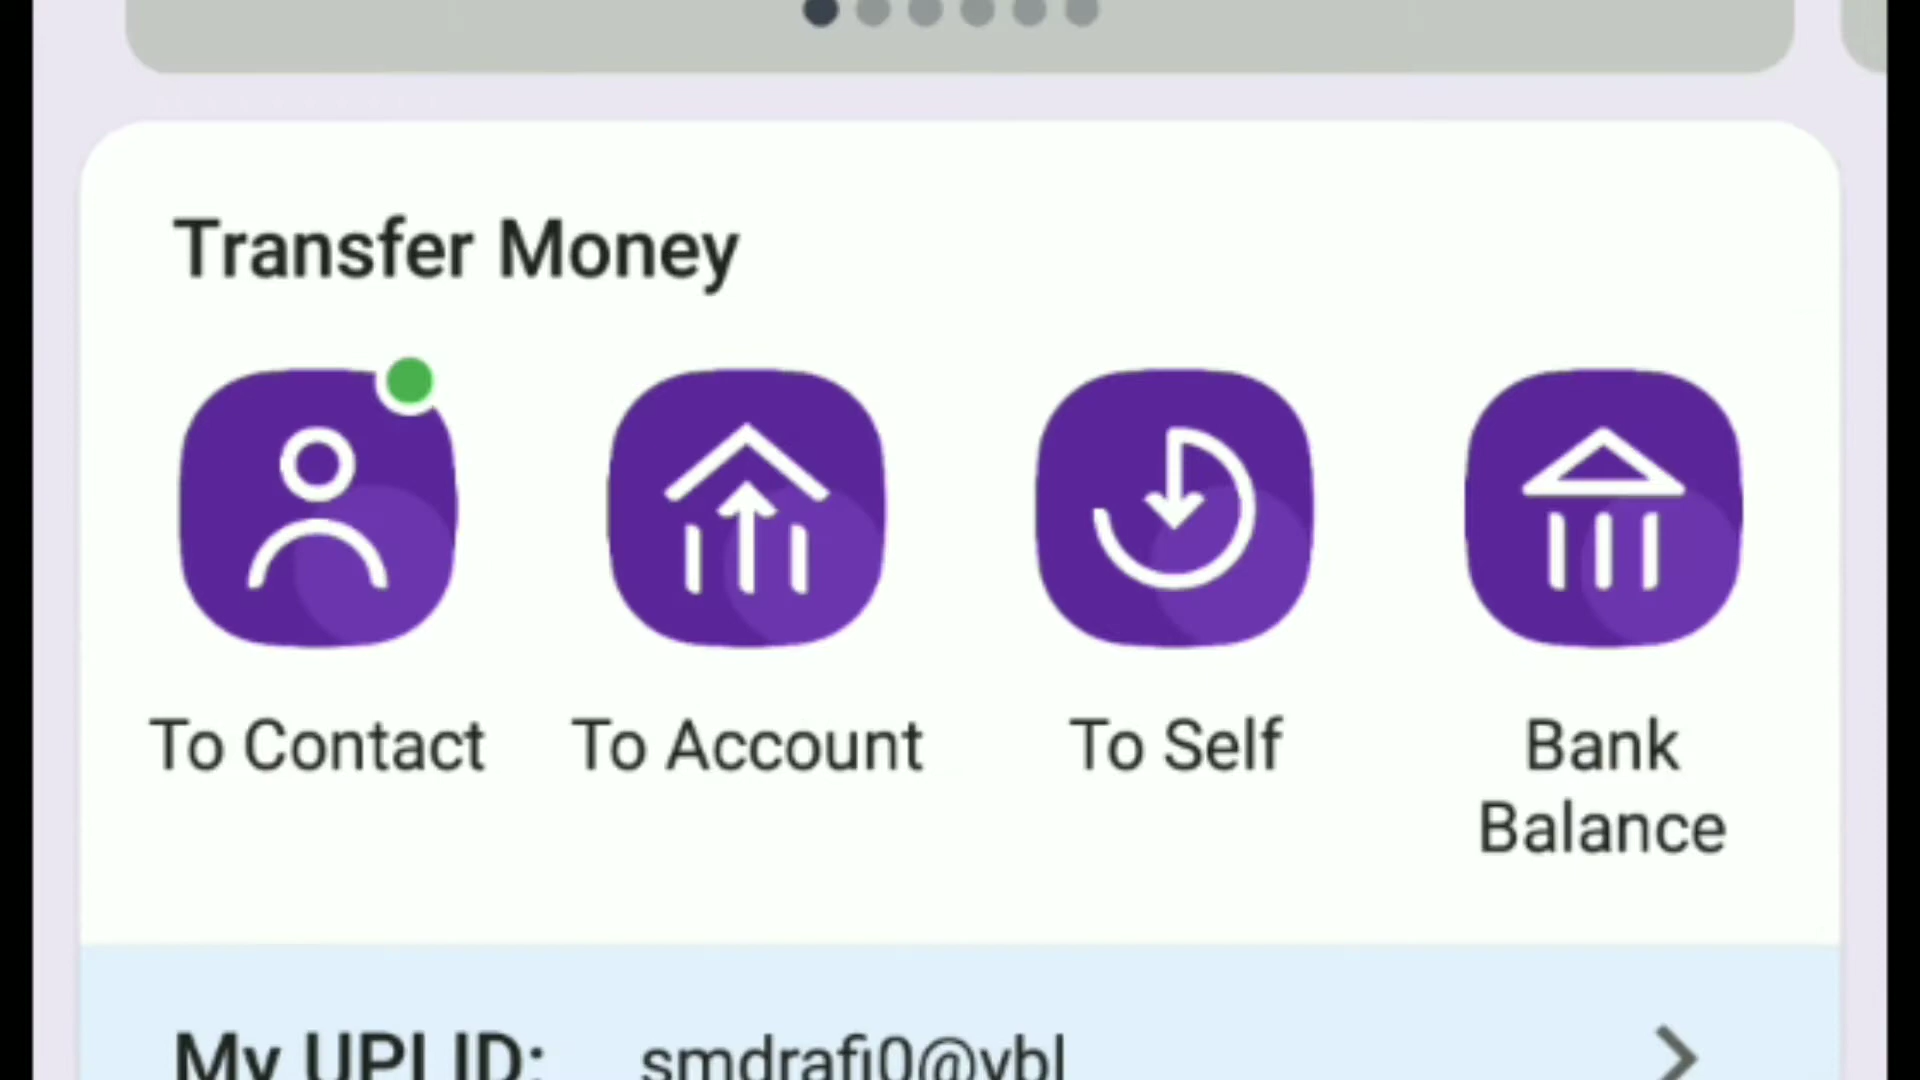 Transfer Money
To Contact
To Account
To Self
Bank
Balance
My UPI ID: smdrafi0@ybl